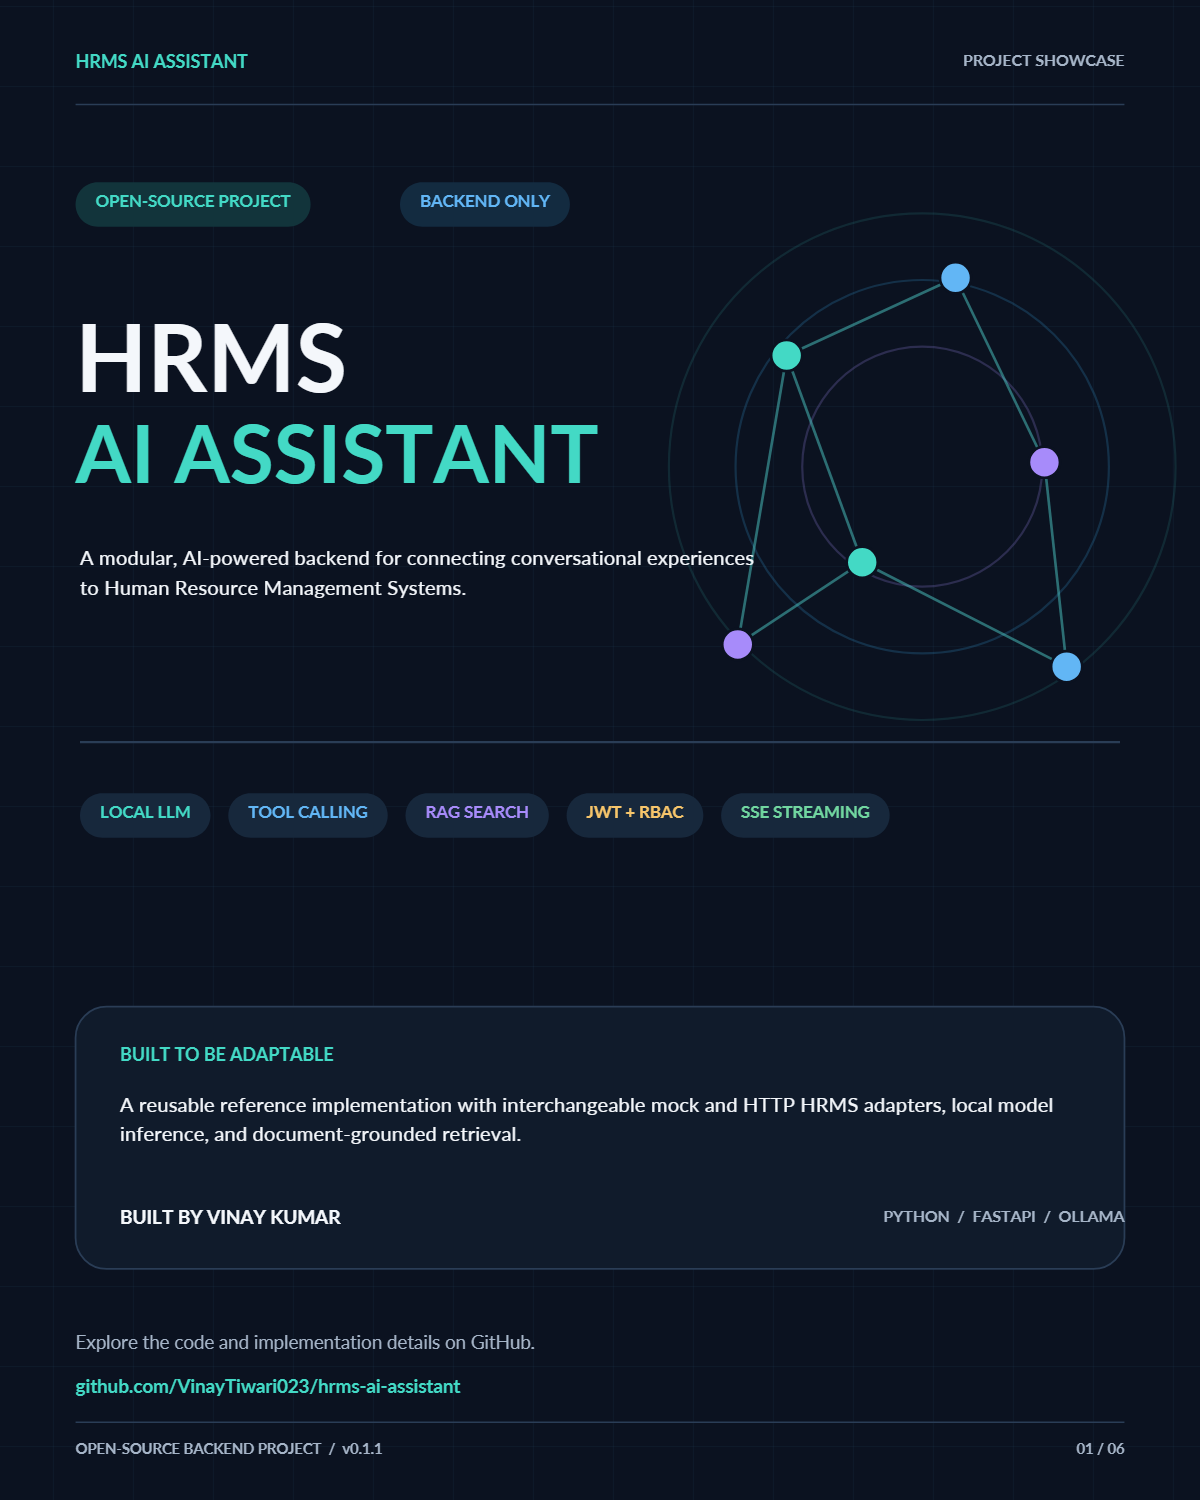 HRMS AI ASSISTANT
PROJECT SHOWCASE
OPEN-SOURCE PROJECT
BACKEND ONLY
HRMS
AI ASSISTANT
A modular, AI-powered backend for connecting conversational experiences
to Human Resource Management Systems.
LOCAL LLM
TOOL CALLING
RAG SEARCH
JWT + RBAC
SSE STREAMING
BUILT TO BE ADAPTABLE
A reusable reference implementation with interchangeable mock and HTTP HRMS adapters, local model
inference, and document-grounded retrieval.
BUILT BY VINAY KUMAR
PYTHON / FASTAPI / OLLAMA
Explore the code and implementation details on GitHub.
github.com/VinayTiwari023/hrms-ai-assistant
OPEN-SOURCE BACKEND PROJECT / v0.1.1
01 / 06